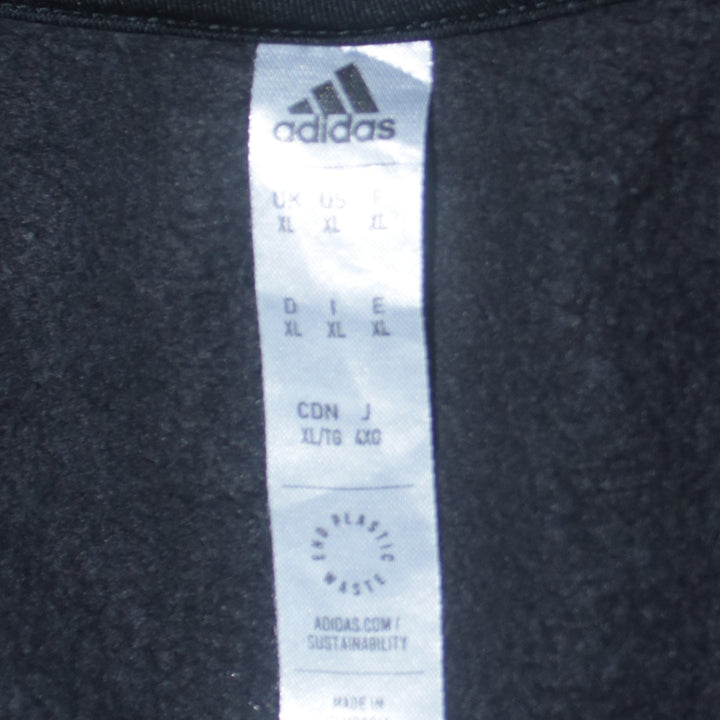 adidas
UK US F
XL XL XL
D I E
XL XL XL
CDN J
XL/TG 4XO
END PLASTIC WASTE
ADIDAS.COM/
SUSTAINABILITY
MADE IN